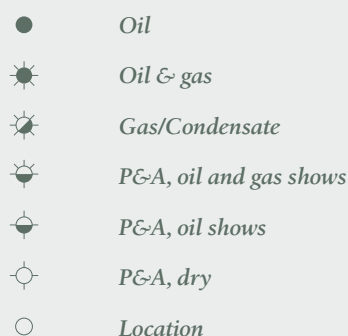 Oil
Oil & gas
Gas/Condensate
P&A, oil and gas shows
P&A, oil shows
P&A, dry
Location